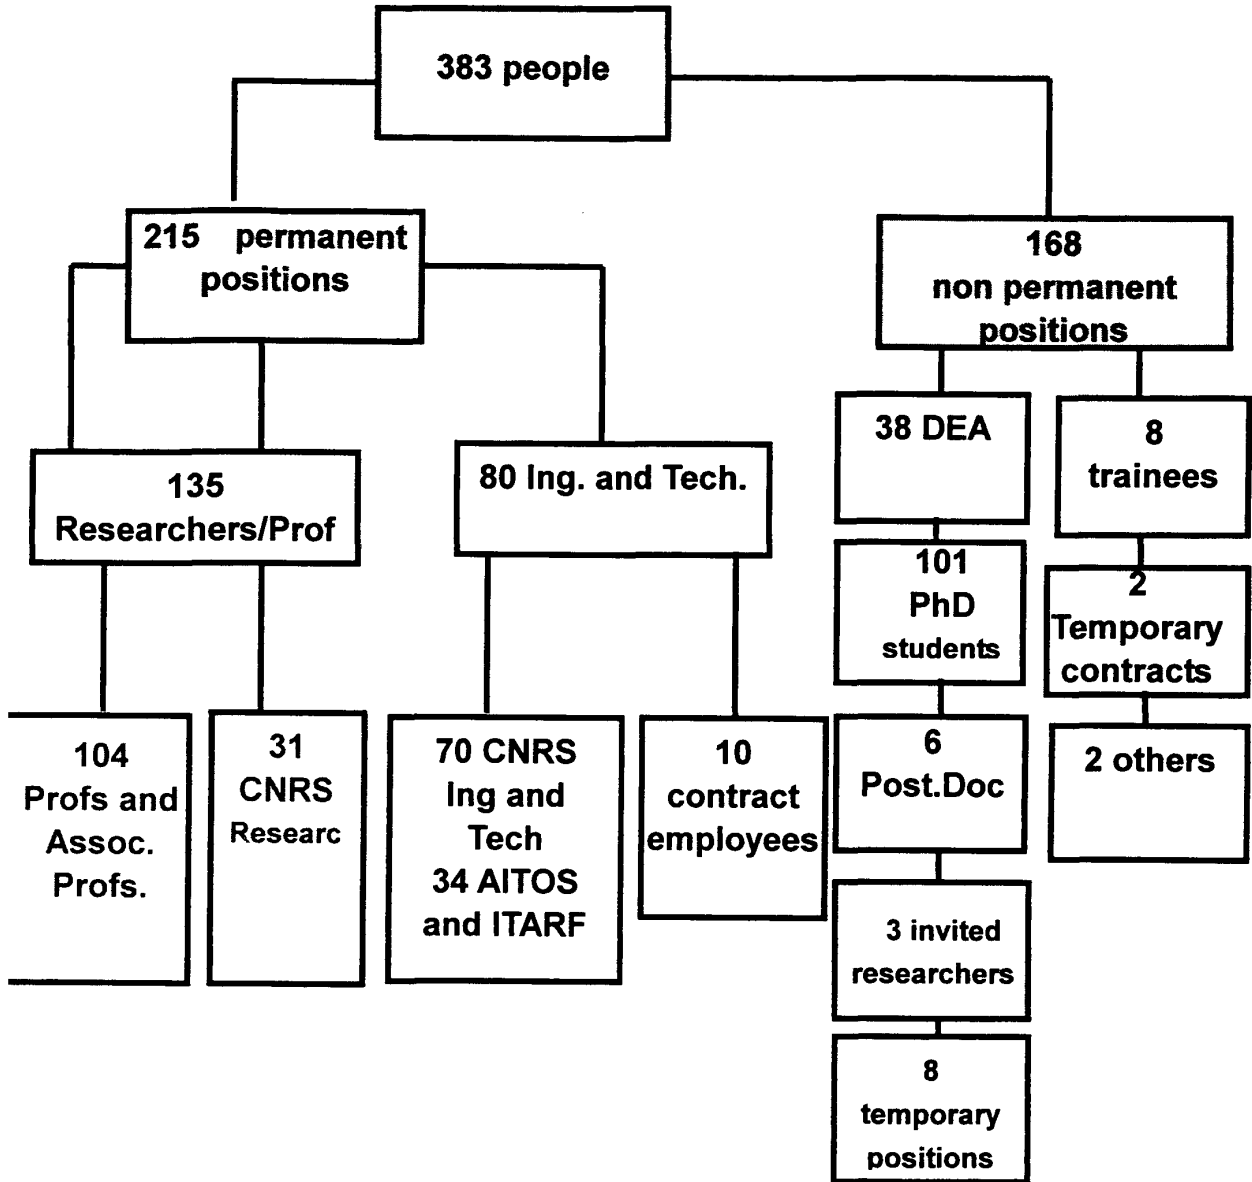 383 people
215 permanent
positions
168
non permanent
positions
135
Researchers/Prof
80 Ing. and Tech.
38 DEA
8
trainees
101
PhD
students
2
Temporary
contracts
104
Profs and
Assoc.
Profs.
31
CNRS
Researc
70 CNRS
Ing and
Tech
34 AITOS
and ITARF
10
contract
employees
6
Post.Doc
2 others
3 invited
researchers
8
temporary
positions